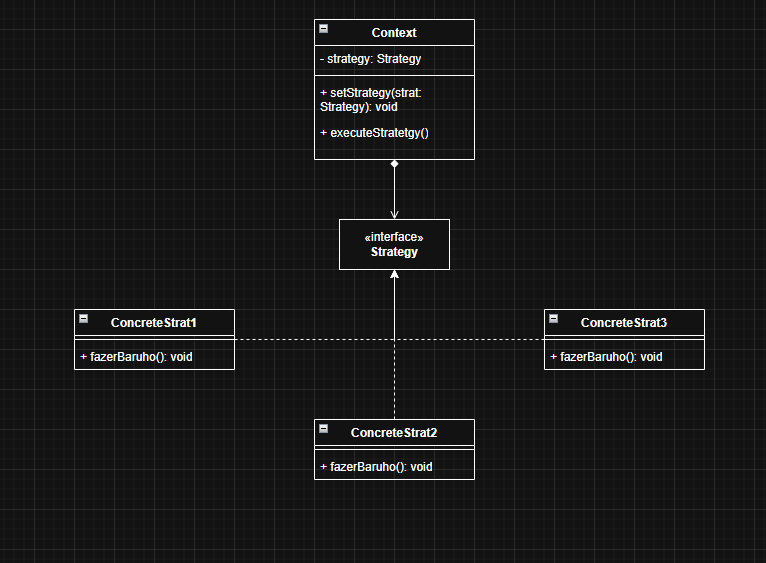 Context
- strategy: Strategy
+ setStrategy(strat:
Strategy): void
+ executeStratetgy()
«interface»
Strategy
ConcreteStrat1
+ fazerBaruho(): void
ConcreteStrat3
+ fazerBaruho(): void
ConcreteStrat2
+ fazerBaruho(): void